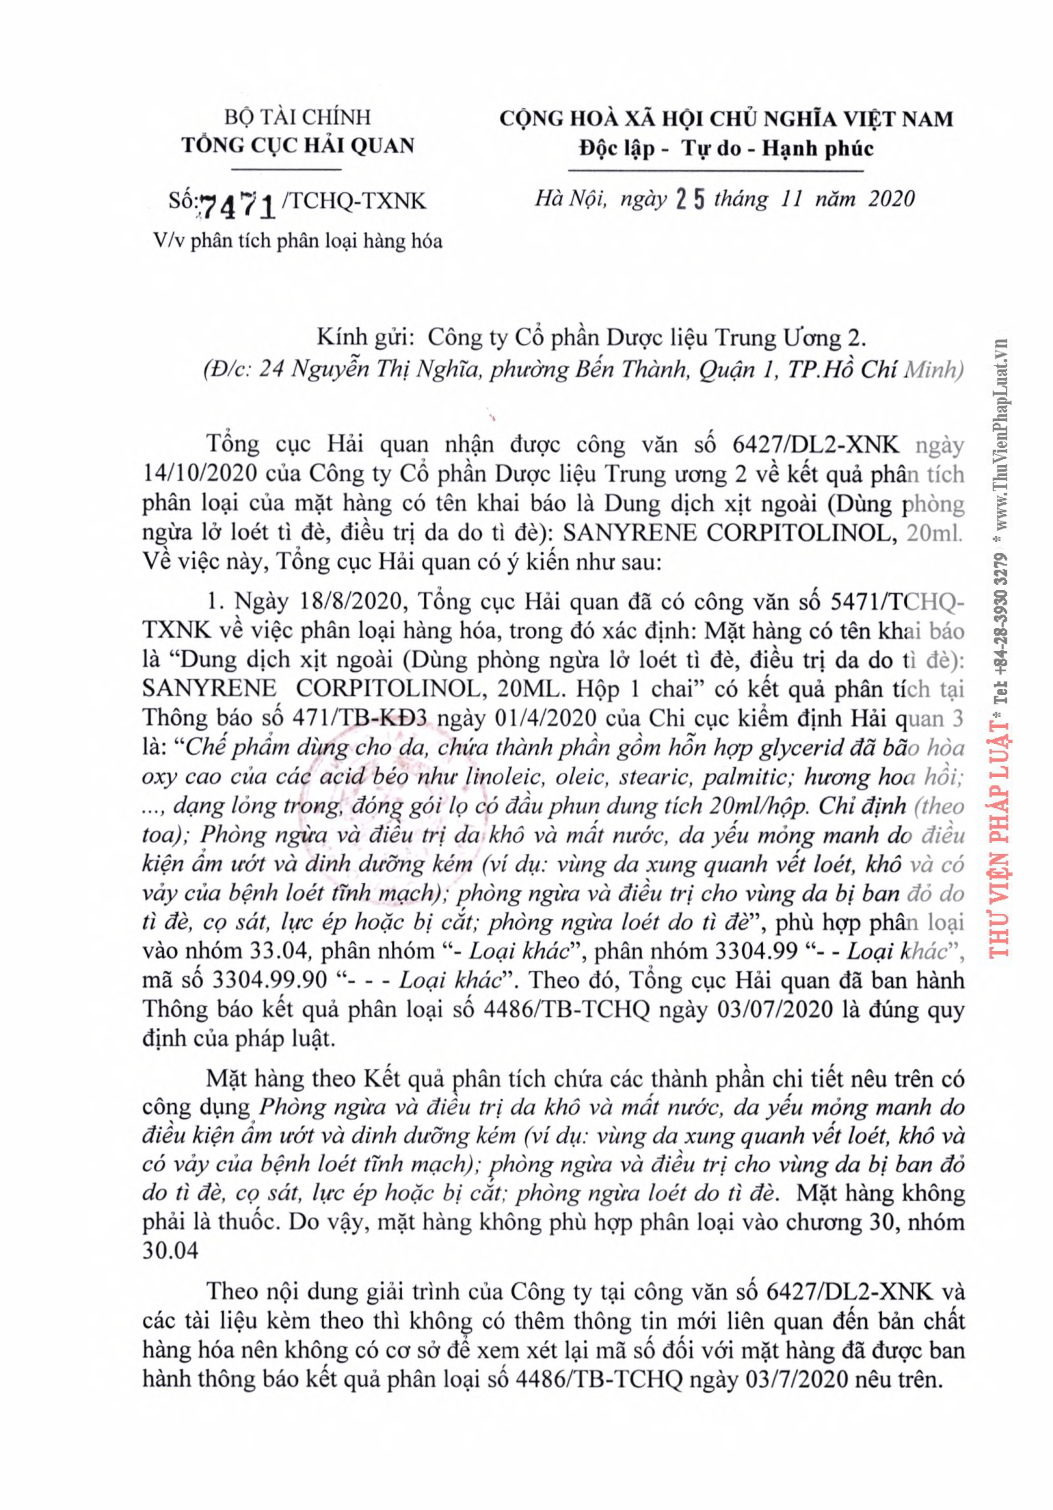 BỘ TÀI CHÍNH
TỔNG CỤC HẢI QUAN
Số:7471/TCHQ-TXNK
V/v phân tích phân loại hàng hóa
CỘNG HOÀ XÃ HỘI CHỦ NGHĨA VIỆT NAM
Độc lập - Tự do - Hạnh phúc
Hà Nội, ngày 25 tháng 11 năm 2020
Kính gửi: Công ty Cổ phần Dược liệu Trung Ương 2.
(Đ/c: 24 Nguyễn Thị Nghĩa, phường Bến Thành, Quận 1, TP.Hồ Chí Minh)
Tổng cục Hải quan nhận được công văn số 6427/DL2-XNK ngày
14/10/2020 của Công ty Cổ phần Dược liệu Trung ương 2 về kết quả phân tích
phân loại của mặt hàng có tên khai báo là Dung dịch xịt ngoài (Dùng phòng
ngừa lở loét tì đè, điều trị da do tì đè): SANYRENE CORPITOLINOL, 20ml.
Về việc này, Tổng cục Hải quan có ý kiến như sau:
1. Ngày 18/8/2020, Tổng cục Hải quan đã có công văn số 5471/TCHQ-
TXNK về việc phân loại hàng hóa, trong đó xác định: Mặt hàng có tên khai báo
là “Dung dịch xịt ngoài (Dùng phòng ngừa lở loét tì đè, điều trị da do tì đè):
SANYRENE CORPITOLINOL, 20ML. Hộp 1 chai” có kết quả phân tích tại
Thông báo số 471/TB-KĐ3 ngày 01/4/2020 của Chi cục kiểm định Hải quan 3
là: “Chế phẩm dùng cho da, chứa thành phần gồm hỗn hợp glycerid đã bão hòa
oxy cao của các acid béo như linoleic, oleic, stearic, palmitic; hương hoa hồi;
..., dạng lỏng trong, đóng gói lọ có đầu phun dung tích 20ml/hộp. Chỉ định (theo
toa); Phòng ngừa và điều trị da khô và mất nước, da yếu mỏng manh do điều
kiện ẩm ướt và dinh dưỡng kém (ví dụ: vùng da xung quanh vết loét, khô và có
vảy của bệnh loét tĩnh mạch); phòng ngừa và điều trị cho vùng da bị ban đỏ do
tì đè, cọ sát, lực ép hoặc bị cắt; phòng ngừa loét do tì đè”, phù hợp phân loại
vào nhóm 33.04, phân nhóm “- Loại khác”, phân nhóm 3304.99 “- - Loại khác”,
mã số 3304.99.90 “- - - Loại khác”. Theo đó, Tổng cục Hải quan đã ban hành
Thông báo kết quả phân loại số 4486/TB-TCHQ ngày 03/07/2020 là đúng quy
định của pháp luật.
Mặt hàng theo Kết quả phân tích chứa các thành phần chi tiết nêu trên có
công dụng Phòng ngừa và điều trị da khô và mất nước, da yếu mỏng manh do
điều kiện ẩm ướt và dinh dưỡng kém (ví dụ: vùng da xung quanh vết loét, khô và
có vảy của bệnh loét tĩnh mạch); phòng ngừa và điều trị cho vùng da bị ban đỏ
do tì đè, cọ sát, lực ép hoặc bị cắt; phòng ngừa loét do tì đè. Mặt hàng không
phải là thuốc. Do vậy, mặt hàng không phù hợp phân loại vào chương 30, nhóm
30.04
Theo nội dung giải trình của Công ty tại công văn số 6427/DL2-XNK và
các tài liệu kèm theo thì không có thêm thông tin mới liên quan đến bản chất
hàng hóa nên không có cơ sở để xem xét lại mã số đối với mặt hàng đã được ban
hành thông báo kết quả phân loại số 4486/TB-TCHQ ngày 03/7/2020 nêu trên.
THƯ VIỆN PHÁP LUẬT * Tel: +84-28-3930 3279 * www.ThuVienPhapLuat.vn